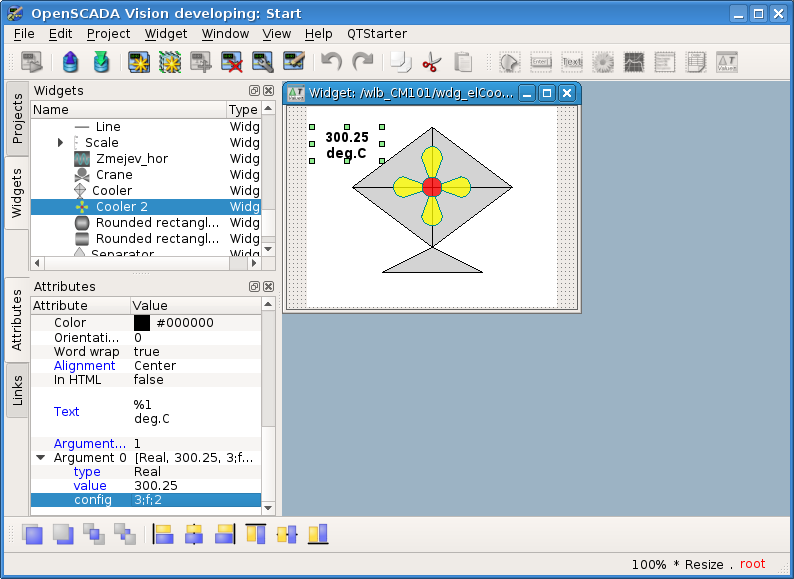 OpenSCADA Vision developing: Start
File Edit Project Widget Window View Help QTStarter
Text
Projects
Widgets
Attributes
Links
Widgets
Name Type
Line Widg
Scale Widg
Zmejev_hor Widg
Crane Widg
Cooler Widg
Cooler 2 Widg
Rounded rectangl... Widg
Rounded rectangl... Widg
Separator Widg
Attributes
Attribute Value
Color #000000
Orientati... 0
Word wrap true
Alignment Center
In HTML false
Text %1
deg.C
Argument... 1
Argument 0 [Real, 300.25, 3;f...
type Real
value 300.25
config 3;f;2
Widget: /wlb_CM101/wdg_elCoo...
300.25
deg.C
100% * Resize . root